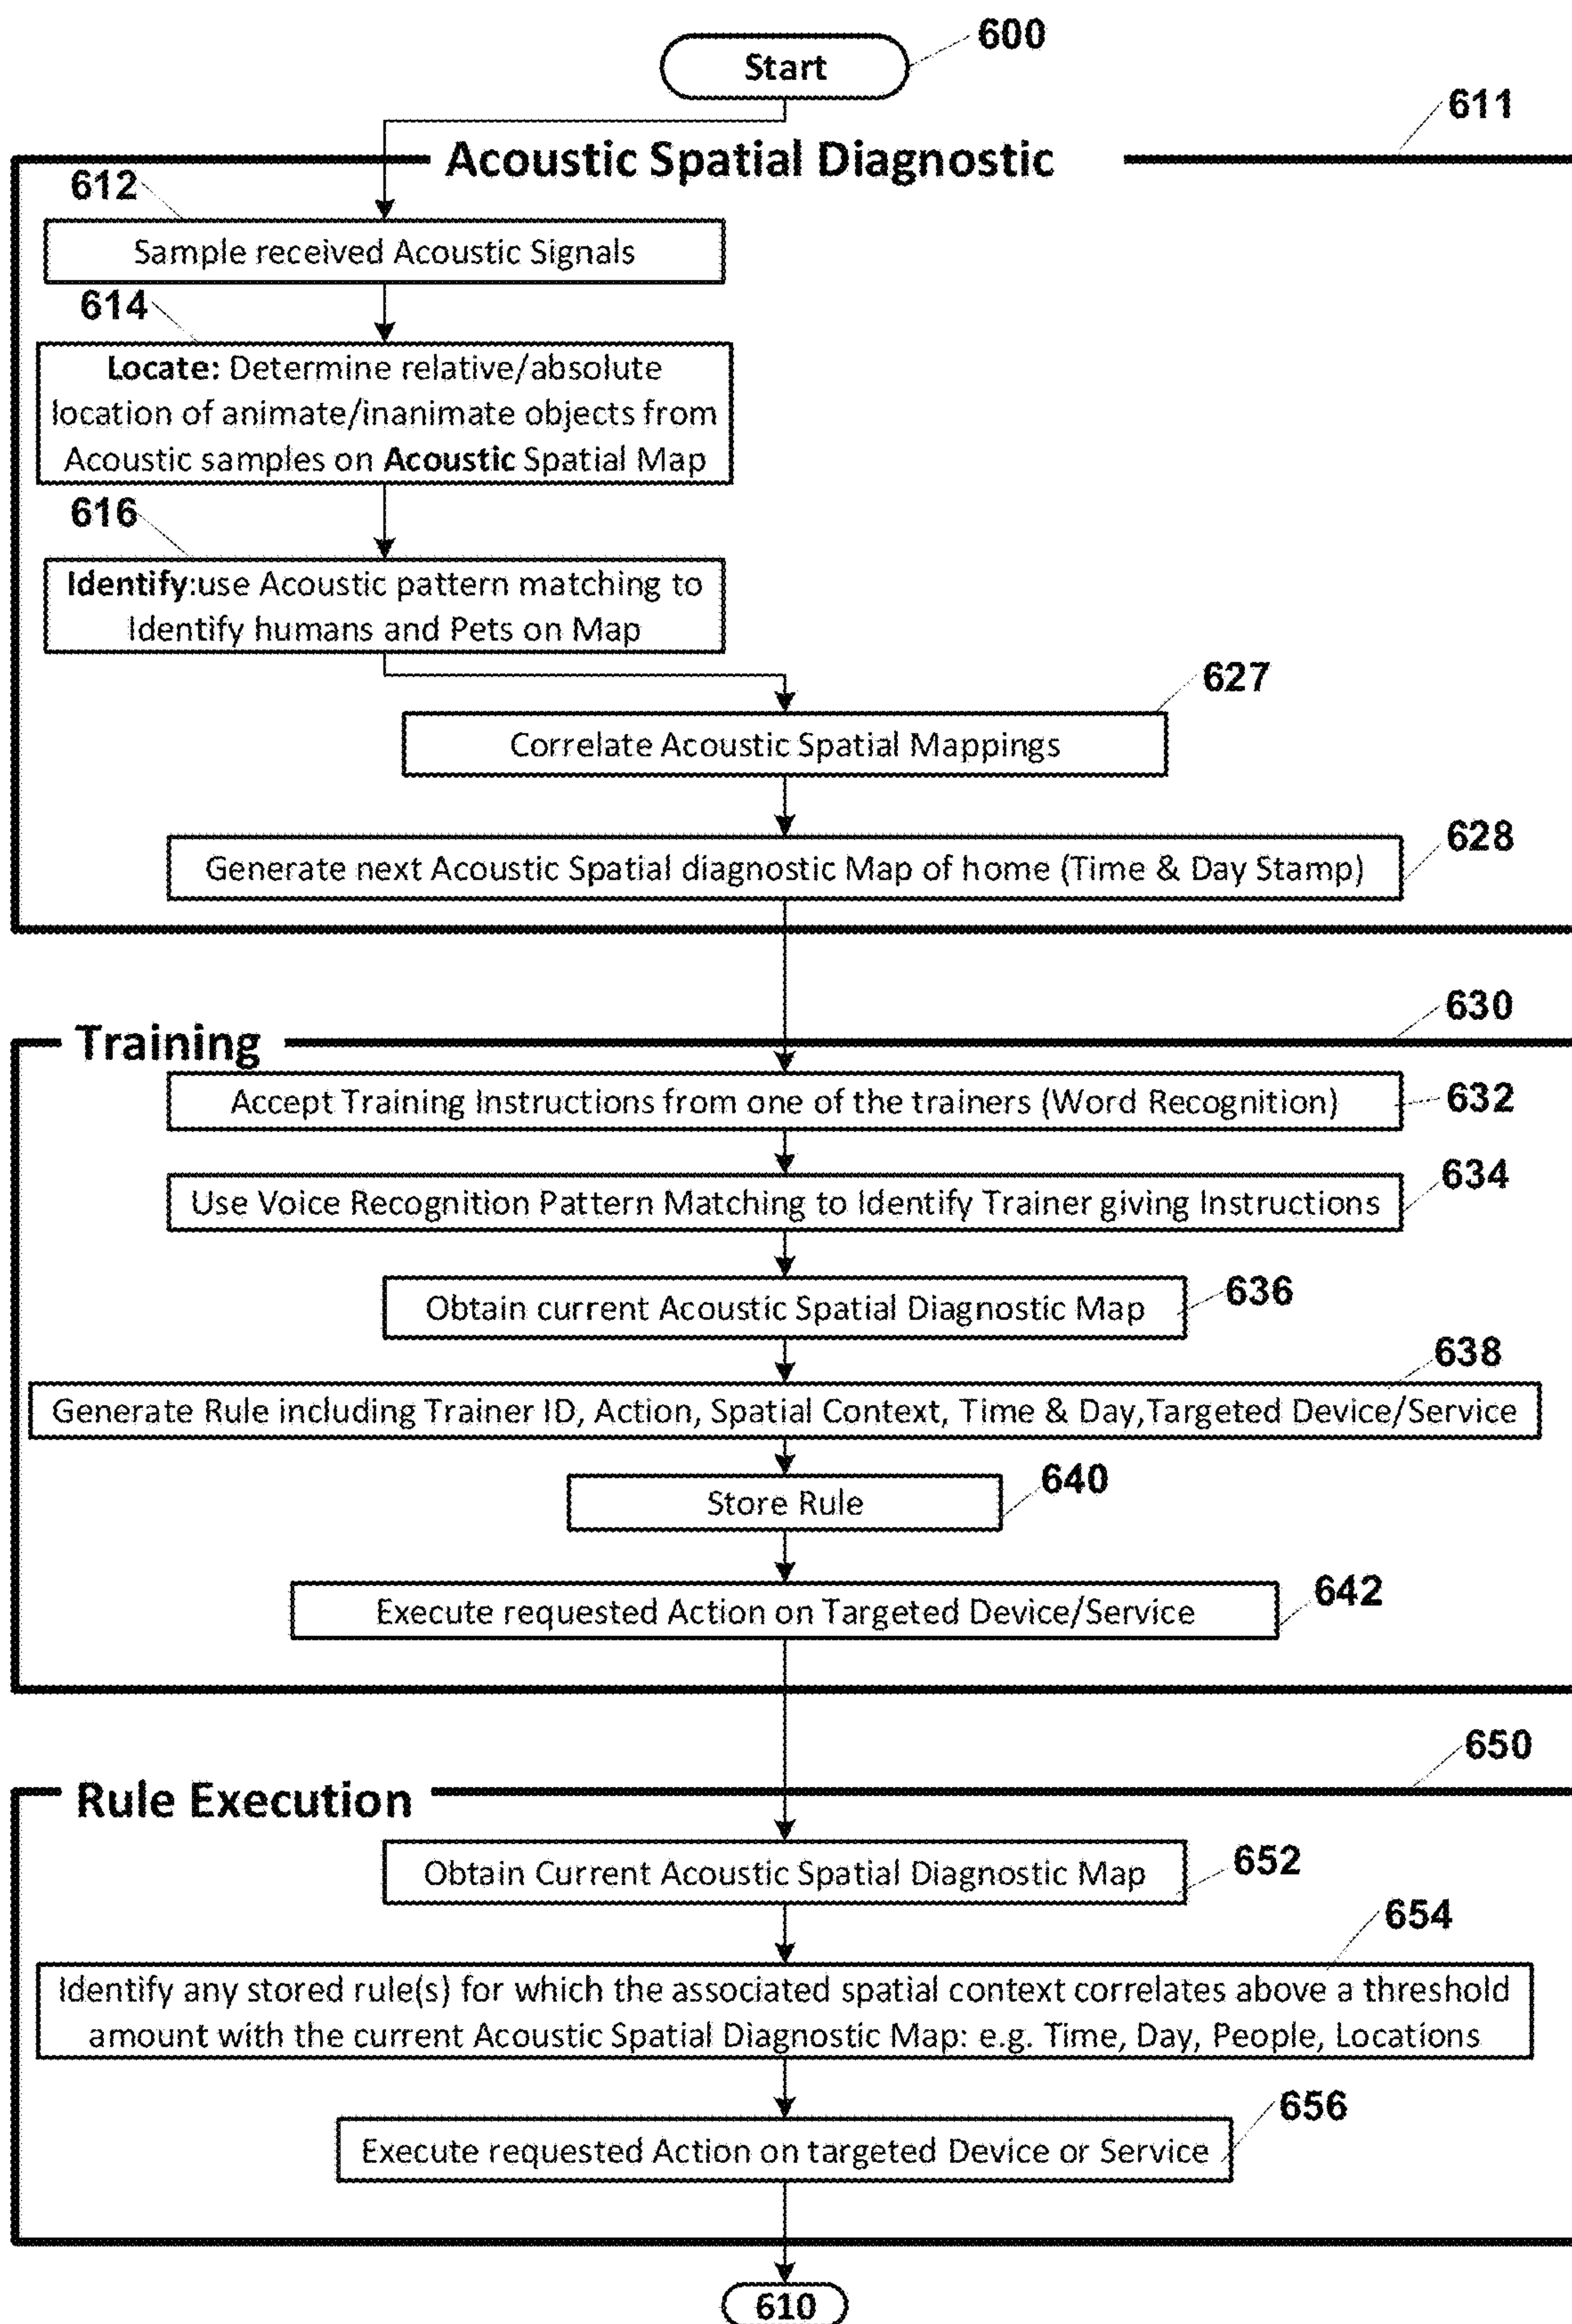 Start
600
611
Acoustic Spatial Diagnostic
612
Sample received Acoustic Signals
614
Locate: Determine relative/absolute
location of animate/inanimate objects from
Acoustic samples on Acoustic Spatial Map
616
Identify:use Acoustic pattern matching to
Identify humans and Pets on Map
627
Correlate Acoustic Spatial Mappings
628
Generate next Acoustic Spatial diagnostic Map of home (Time & Day Stamp)
630
Training
Accept Training Instructions from one of the trainers (Word Recognition)
632
634
Use Voice Recognition Pattern Matching to Identify Trainer giving Instructions
Obtain current Acoustic Spatial Diagnostic Map
636
638
Generate Rule including Trainer ID, Action, Spatial Context, Time & Day,Targeted Device/Service
640
Store Rule
642
Execute requested Action on Targeted Device/Service
650
Rule Execution
Obtain Current Acoustic Spatial Diagnostic Map
652
654
Identify any stored rule(s) for which the associated spatial context correlates above a threshold
amount with the current Acoustic Spatial Diagnostic Map: e.g. Time, Day, People, Locations
656
Execute requested Action on targeted Device or Service
610